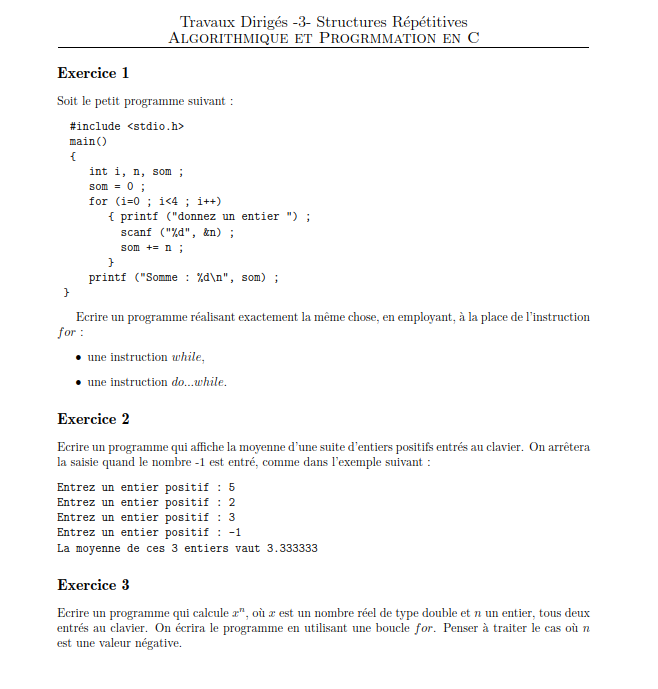 Travaux Dirigés -3- Structures Répétitives
Algorithmique et Progrmmation en C
Exercice 1
Soit le petit programme suivant :
#include <stdio.h>
main()
{
int i, n, som ;
som = 0 ;
for (i=0 ; i<4 ; i++)
{ printf ("donnez un entier ") ;
scanf ("%d", &n) ;
som += n ;
}
printf ("Somme : %d\n", som) ;
}
Ecrire un programme réalisant exactement la même chose, en employant, à la place de l'instruction
for :
• une instruction while,
• une instruction do...while.
Exercice 2
Ecrire un programme qui affiche la moyenne d'une suite d'entiers positifs entrés au clavier. On arrêtera
la saisie quand le nombre -1 est entré, comme dans l'exemple suivant :
Entrez un entier positif : 5
Entrez un entier positif : 2
Entrez un entier positif : 3
Entrez un entier positif : -1
La moyenne de ces 3 entiers vaut 3.333333
Exercice 3
Ecrire un programme qui calcule xⁿ, où x est un nombre réel de type double et n un entier, tous deux
entrés au clavier. On écrira le programme en utilisant une boucle for. Penser à traiter le cas où n
est une valeur négative.